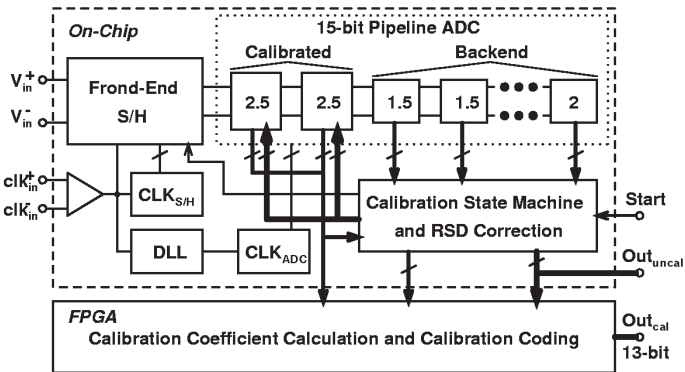 On-Chip
15-bit Pipeline ADC
Calibrated
Backend
V+in
V-in
Frond-End
S/H
2.5
2.5
1.5
1.5
2
clk+in
clk-in
CLKS/H
DLL
CLKADC
Calibration State Machine
and RSD Correction
Start
Outuncal
FPGA
Calibration Coefficient Calculation and Calibration Coding
Outcal
13-bit